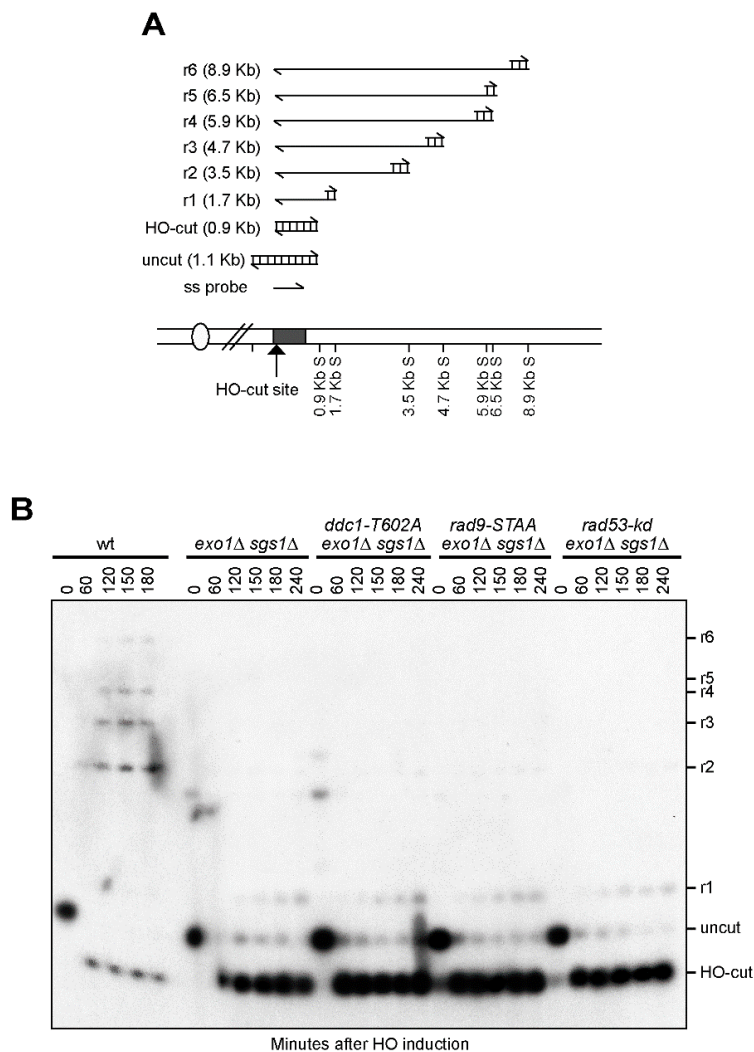 A
r6 (8.9 Kb)
r5 (6.5 Kb)
r4 (5.9 Kb)
r3 (4.7 Kb)
r2 (3.5 Kb)
r1 (1.7 Kb)
HO-cut (0.9 Kb)
uncut (1.1 Kb)
ss probe
HO-cut site
0.9 Kb S
1.7 Kb S
3.5 Kb S
4.7 Kb S
5.9 Kb S
6.5 Kb S
8.9 Kb S
B
wt
exo1Δ sgs1Δ
ddc1-T602A
exo1Δ sgs1Δ
rad9-STAA
exo1Δ sgs1Δ
rad53-kd
exo1Δ sgs1Δ
0 60 120 150 180
0 60 120 150 180 240
0 60 120 150 180 240
0 60 120 150 180 240
0 60 120 150 180 240
r6
r5
r4
r3
r2
r1
uncut
HO-cut
Minutes after HO induction